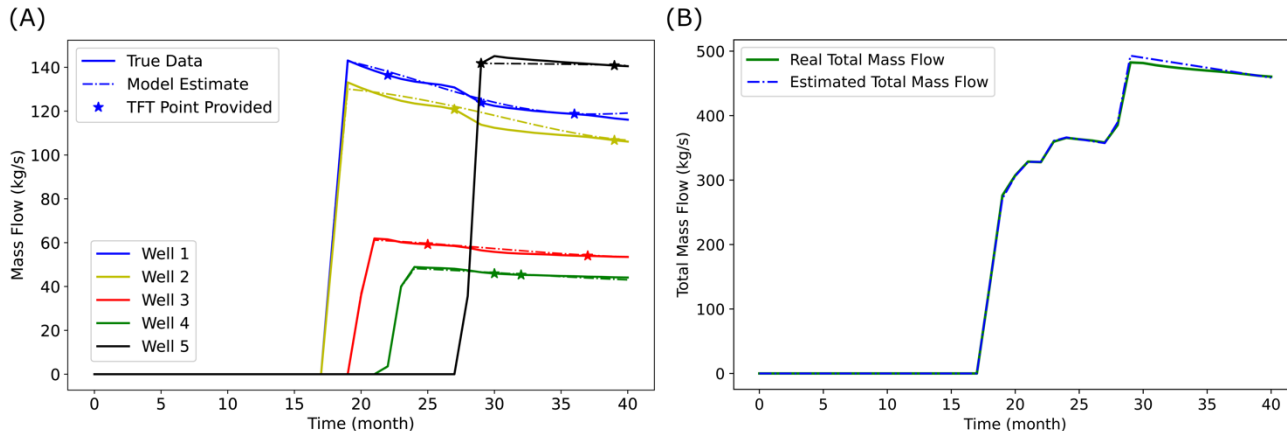 (A)
True Data
Model Estimate
TFT Point Provided
Well 1
Well 2
Well 3
Well 4
Well 5
Mass Flow (kg/s)
140
120
100
80
60
40
20
0
0 5 10 15 20 25 30 35 40
Time (month)
(B)
Real Total Mass Flow
Estimated Total Mass Flow
Total Mass Flow (kg/s)
500
400
300
200
100
0
0 5 10 15 20 25 30 35 40
Time (month)